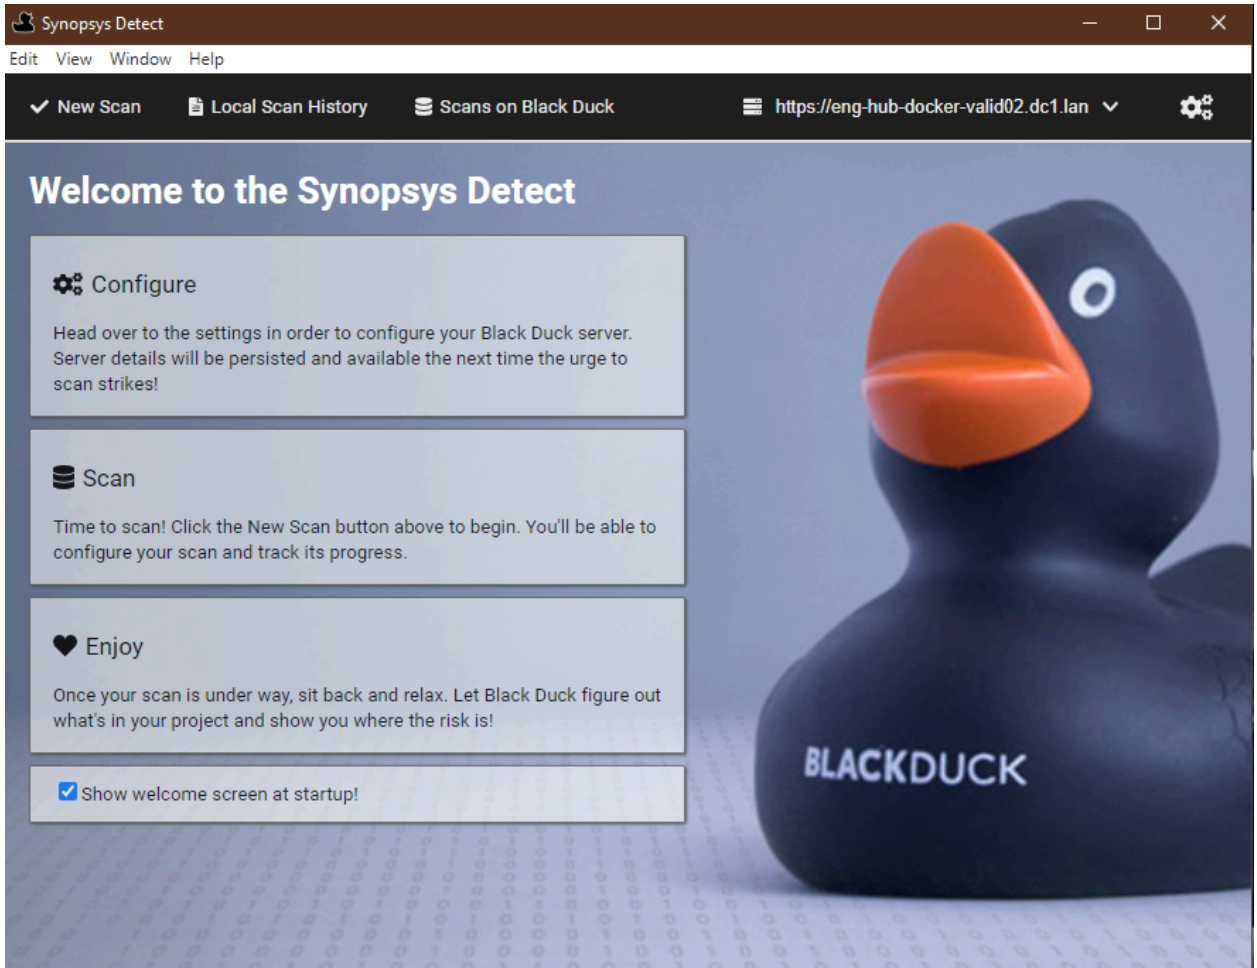 Synopsys Detect
Edit View Window Help
New Scan Local Scan History Scans on Black Duck https://eng-hub-docker-valid02.dc1.lan
Welcome to the Synopsys Detect
Configure
Head over to the settings in order to configure your Black Duck server.
Server details will be persisted and available the next time the urge to
scan strikes!
Scan
Time to scan! Click the New Scan button above to begin. You'll be able to
configure your scan and track its progress.
Enjoy
Once your scan is under way, sit back and relax. Let Black Duck figure out
what's in your project and show you where the risk is!
Show welcome screen at startup!
BLACKDUCK